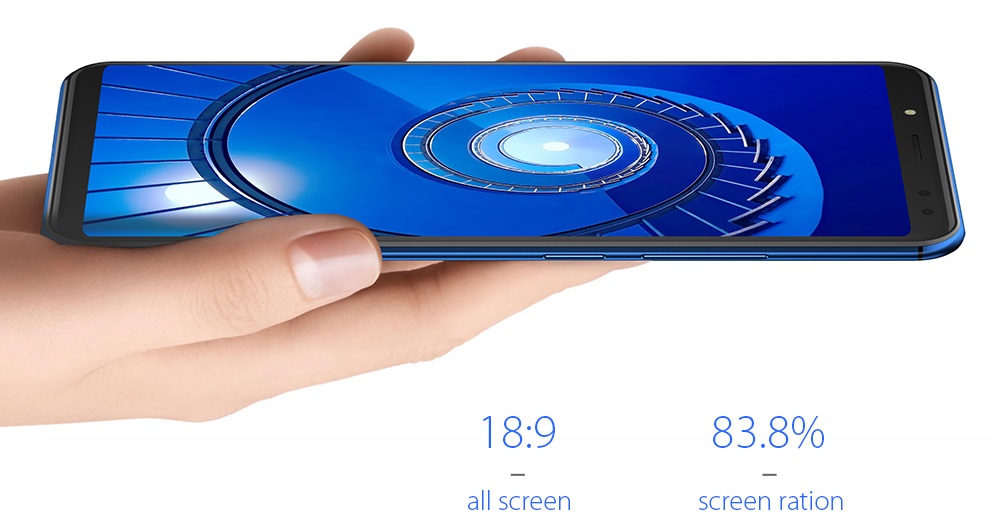 18:9
83.8%
–
–
all screen
screen ration